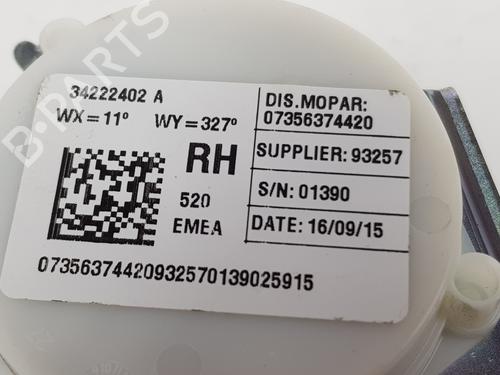 34222402 A
WX=11° WY=327°
RH
520
EMEA
DIS.MOPAR:
07356374420
SUPPLIER: 93257
S/N: 01390
DATE: 16/09/15
07356374420932570139025915
B-PARTS